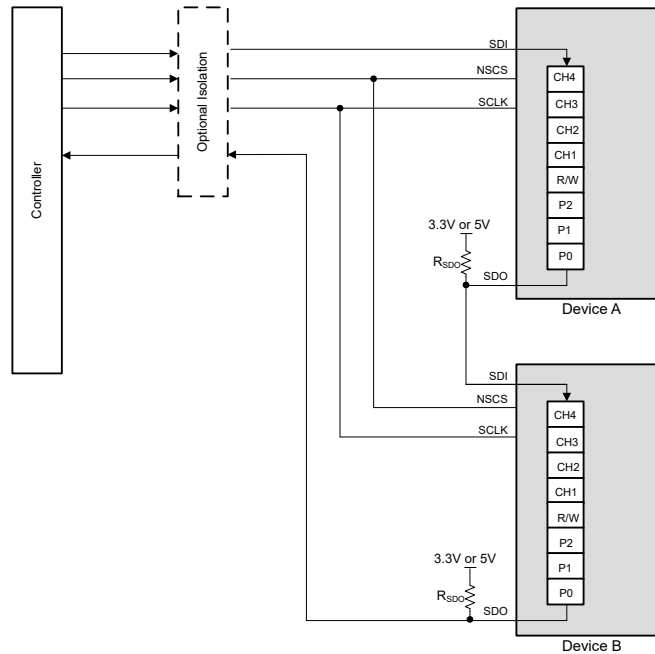 Controller
Optional Isolation
SDI
NSCS
SCLK
CH4
CH3
CH2
CH1
R/W
P2
P1
P0
3.3V or 5V
RSDO
SDO
Device A
SDI
NSCS
SCLK
CH4
CH3
CH2
CH1
R/W
P2
P1
P0
3.3V or 5V
RSDO
SDO
Device B